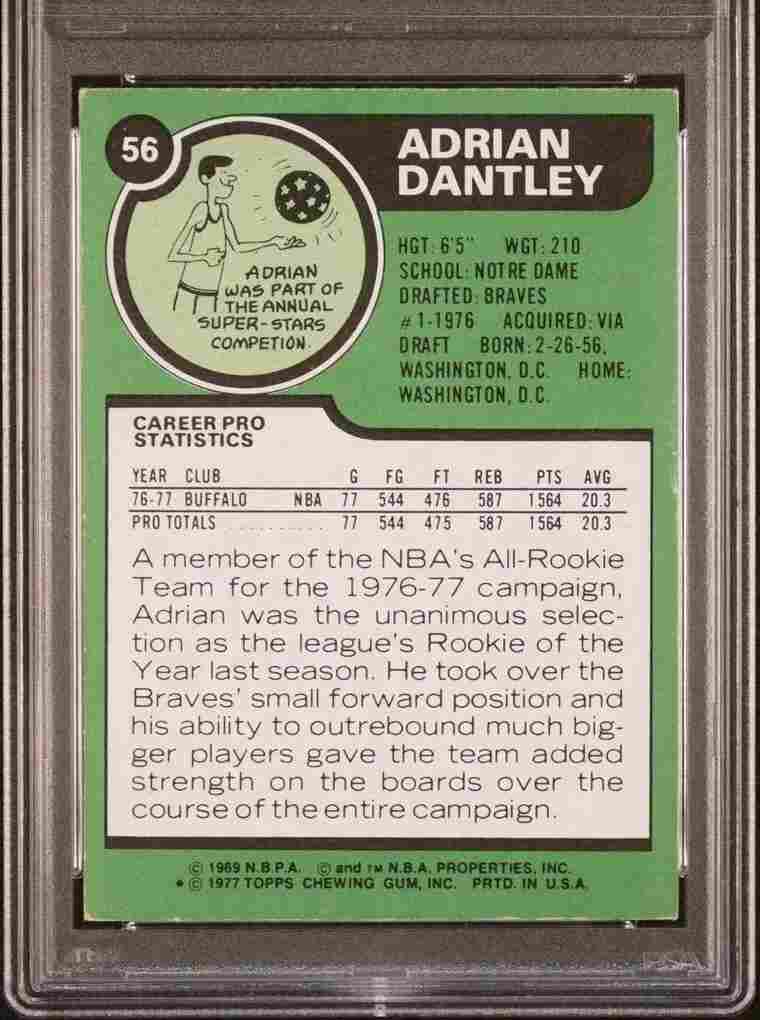 56
ADRIAN
DANTLEY
ADRIAN
WAS PART OF
THE ANNUAL
SUPER-STARS
COMPETION.
HGT: 6'5" WGT: 210
SCHOOL: NOTRE DAME
DRAFTED: BRAVES
#1-1976 ACQUIRED: VIA
DRAFT BORN: 2-26-56,
WASHINGTON, D.C. HOME:
WASHINGTON, D.C.
CAREER PRO
STATISTICS
YEAR CLUB G FG FT REB PTS AVG
76-77 BUFFALO NBA 77 544 476 587 1564 20.3
PRO TOTALS .......... 77 544 475 587 1564 20.3
A member of the NBA's All-Rookie
Team for the 1976-77 campaign,
Adrian was the unanimous selec-
tion as the league's Rookie of the
Year last season. He took over the
Braves' small forward position and
his ability to outrebound much big-
ger players gave the team added
strength on the boards over the
course of the entire campaign.
© 1969 N.B.P.A. © and TM N.B.A. PROPERTIES, INC.
* © 1977 TOPPS CHEWING GUM, INC. PRTD. IN U.S.A.